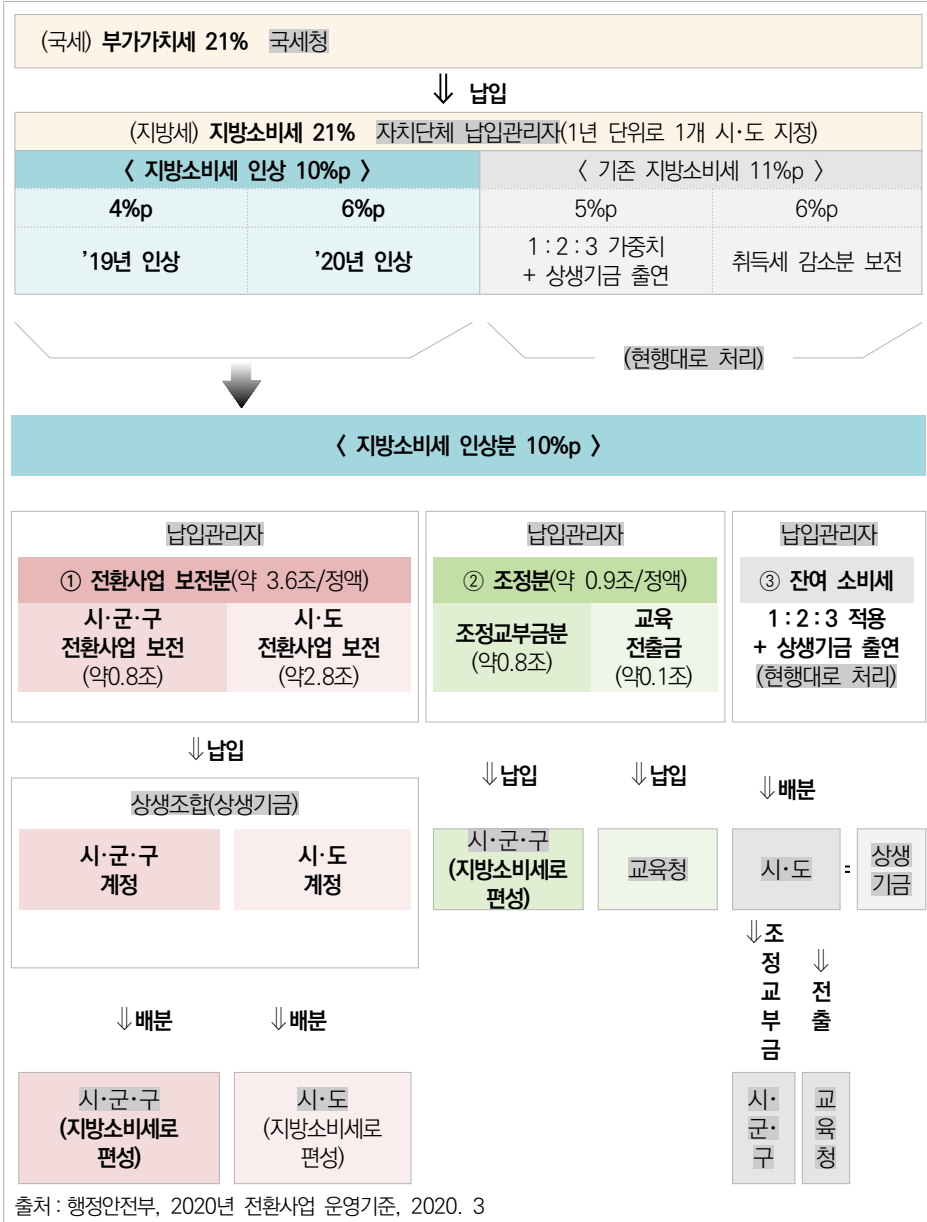 (국세) 부가가치세 21% 국세청
⇓ 납입
(지방세) 지방소비세 21% 자치단체 납입관리자(1년 단위로 1개 시·도 지정)
〈 지방소비세 인상 10%p 〉
〈 기존 지방소비세 11%p 〉
4%p
6%p
5%p
6%p
’19년 인상
’20년 인상
1 : 2 : 3 가중치
+ 상생기금 출연
취득세 감소분 보전
(현행대로 처리)
〈 지방소비세 인상분 10%p 〉
납입관리자
① 전환사업 보전분(약 3.6조/정액)
시·군·구
전환사업 보전
(약0.8조)
시·도
전환사업 보전
(약2.8조)
납입관리자
② 조정분(약 0.9조/정액)
조정교부금분
(약0.8조)
교육
전출금
(약0.1조)
납입관리자
③ 잔여 소비세
1 : 2 : 3 적용
+ 상생기금 출연
(현행대로 처리)
⇓납입
⇓납입
⇓납입
⇓배분
상생조합(상생기금)
시·군·구
계정
시·도
계정
시·군·구
(지방소비세로
편성)
교육청
시·도
상생
기금
⇓조
정
교
부
금
⇓
전
출
⇓배분
⇓배분
시·군·구
(지방소비세로
편성)
시·도
(지방소비세로
편성)
시·
군·
구
교
육
청
출처 : 행정안전부, 2020년 전환사업 운영기준, 2020. 3